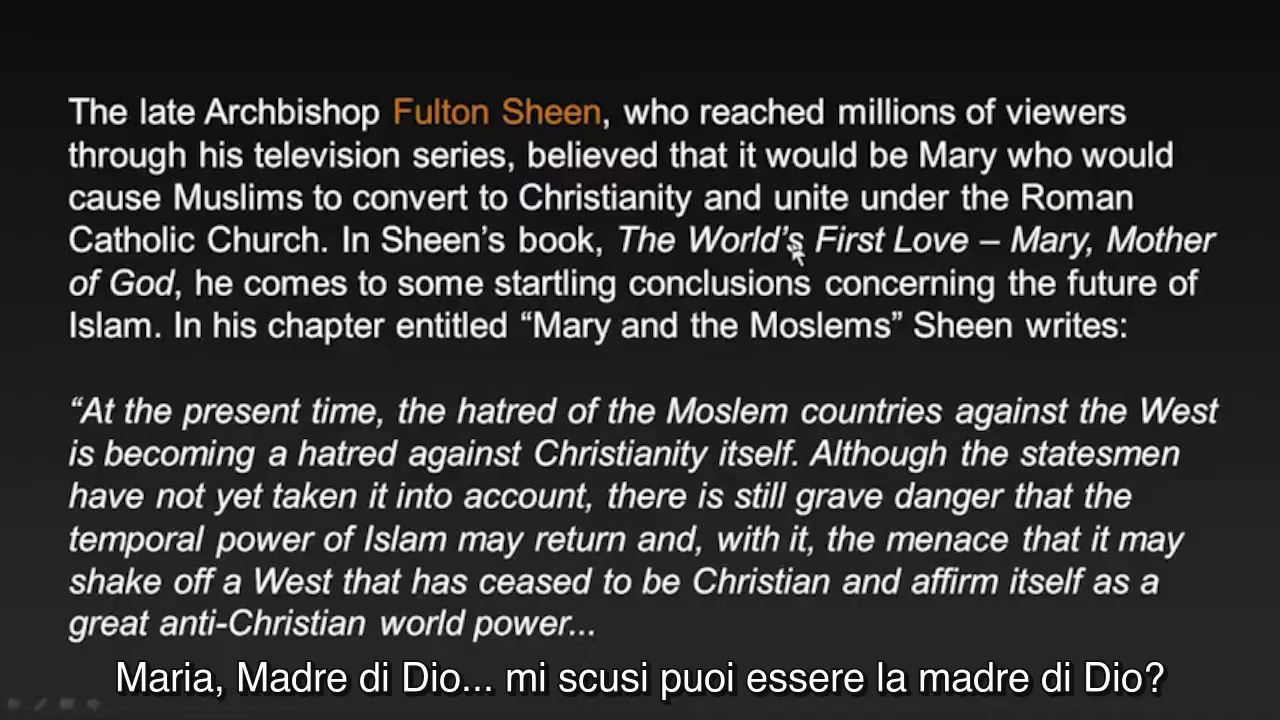 The late Archbishop Fulton Sheen, who reached millions of viewers
through his television series, believed that it would be Mary who would
cause Muslims to convert to Christianity and unite under the Roman
Catholic Church. In Sheen's book, The World's First Love – Mary, Mother
of God, he comes to some startling conclusions concerning the future of
Islam. In his chapter entitled “Mary and the Moslems” Sheen writes:
“At the present time, the hatred of the Moslem countries against the West
is becoming a hatred against Christianity itself. Although the statesmen
have not yet taken it into account, there is still grave danger that the
temporal power of Islam may return and, with it, the menace that it may
shake off a West that has ceased to be Christian and affirm itself as a
great anti-Christian world power...
Maria, Madre di Dio... mi scusi puoi essere la madre di Dio?